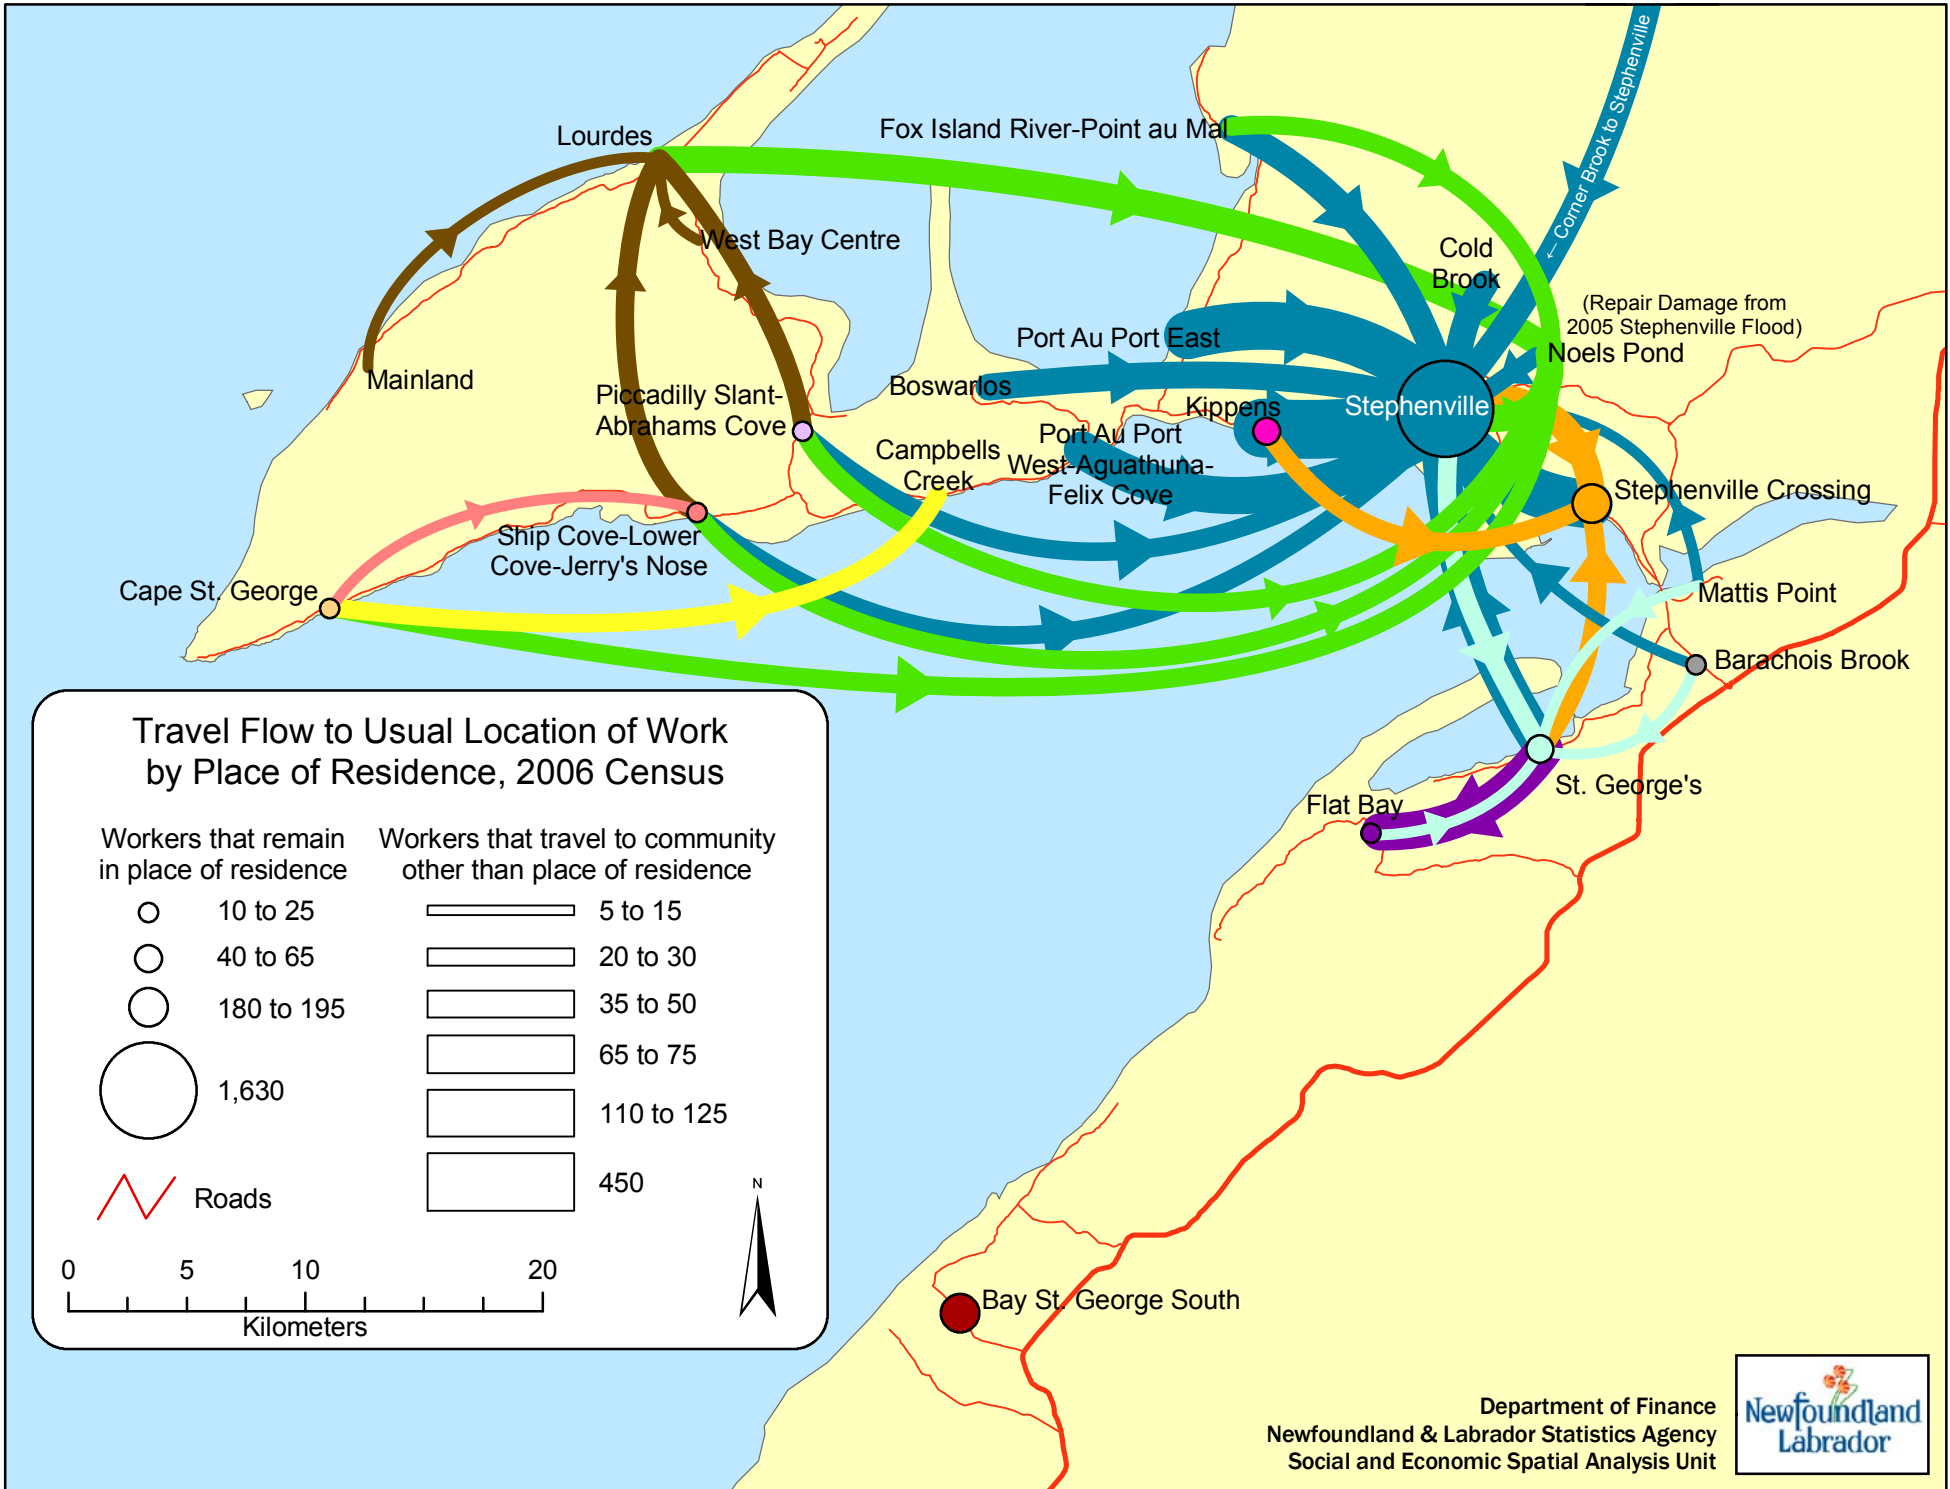 ← Corner Brook to Stephenville
Lourdes
Fox Island River-Point au Mal
West Bay Centre
Cold
Brook
(Repair Damage from
2005 Stephenville Flood)
Noels Pond
Port Au Port East
Mainland
Boswarlos
Piccadilly Slant-
Abrahams Cove
Kippens
Stephenville
Port Au Port
West-Aguathuna-
Felix Cove
Campbells
Creek
Stephenville Crossing
Ship Cove-Lower
Cove-Jerry's Nose
Cape St. George
Mattis Point
Barachois Brook
St. George's
Flat Bay
Bay St. George South
Travel Flow to Usual Location of Work
by Place of Residence, 2006 Census
Workers that remain
in place of residence
10 to 25
40 to 65
180 to 195
1,630
Roads
Workers that travel to community
other than place of residence
5 to 15
20 to 30
35 to 50
65 to 75
110 to 125
450
N
0 5 10 20
Kilometers
Department of Finance
Newfoundland & Labrador Statistics Agency
Social and Economic Spatial Analysis Unit
Newfoundland
Labrador